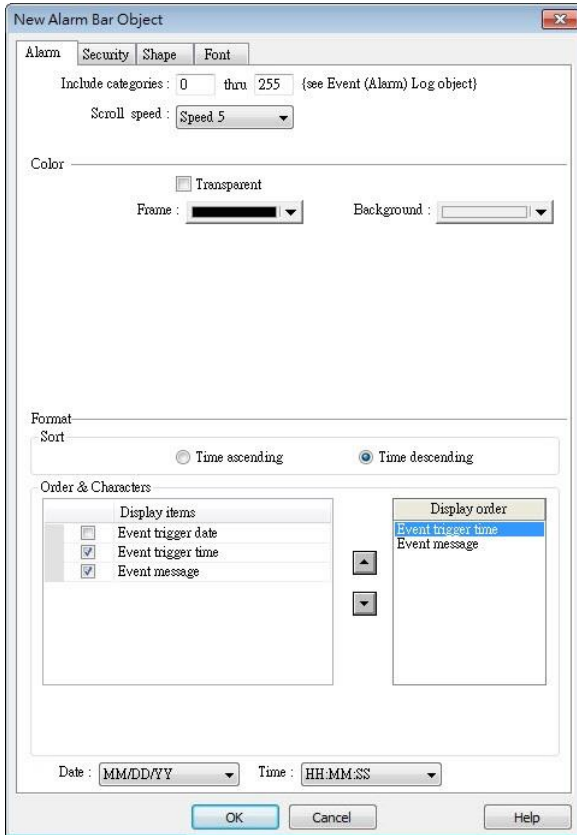 New Alarm Bar Object
Alarm Security Shape Font
Include categories : 0 thru 255 {see Event (Alarm) Log object}
Scroll speed : Speed 5
Color
Transparent
Frame : Background :
Format
Sort
Time ascending Time descending
Order & Characters
Display items Display order
Event trigger date Event trigger time
Event trigger time Event message
Event message
Date : MM/DD/YY Time : HH:MM:SS
OK Cancel Help